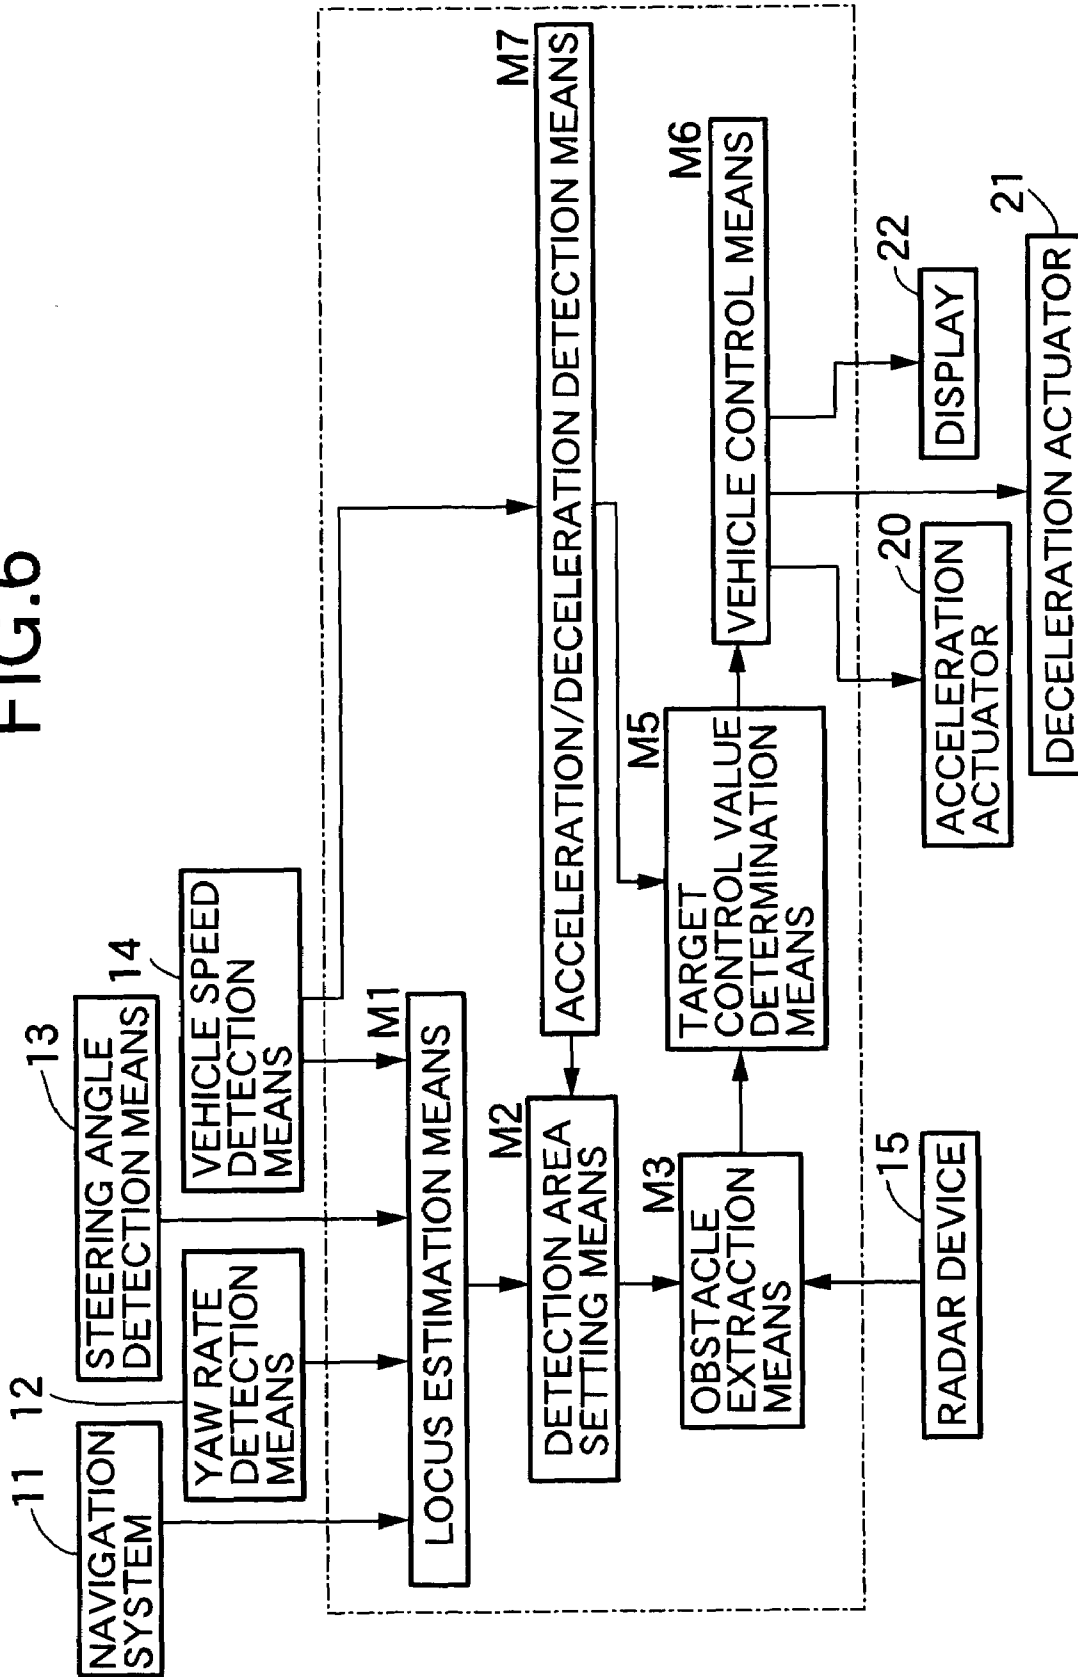 FIG.6
11
NAVIGATION
SYSTEM
12
YAW RATE
DETECTION
MEANS
13
STEERING ANGLE
DETECTION MEANS
14
VEHICLE SPEED
DETECTION
MEANS
M1
LOCUS ESTIMATION MEANS
M7
ACCELERATION/DECELERATION DETECTION MEANS
M2
DETECTION AREA
SETTING MEANS
M3
OBSTACLE
EXTRACTION
MEANS
M5
TARGET
CONTROL VALUE
DETERMINATION
MEANS
M6
VEHICLE CONTROL MEANS
15
RADAR DEVICE
20
ACCELERATION
ACTUATOR
22
DISPLAY
21
DECELERATION ACTUATOR